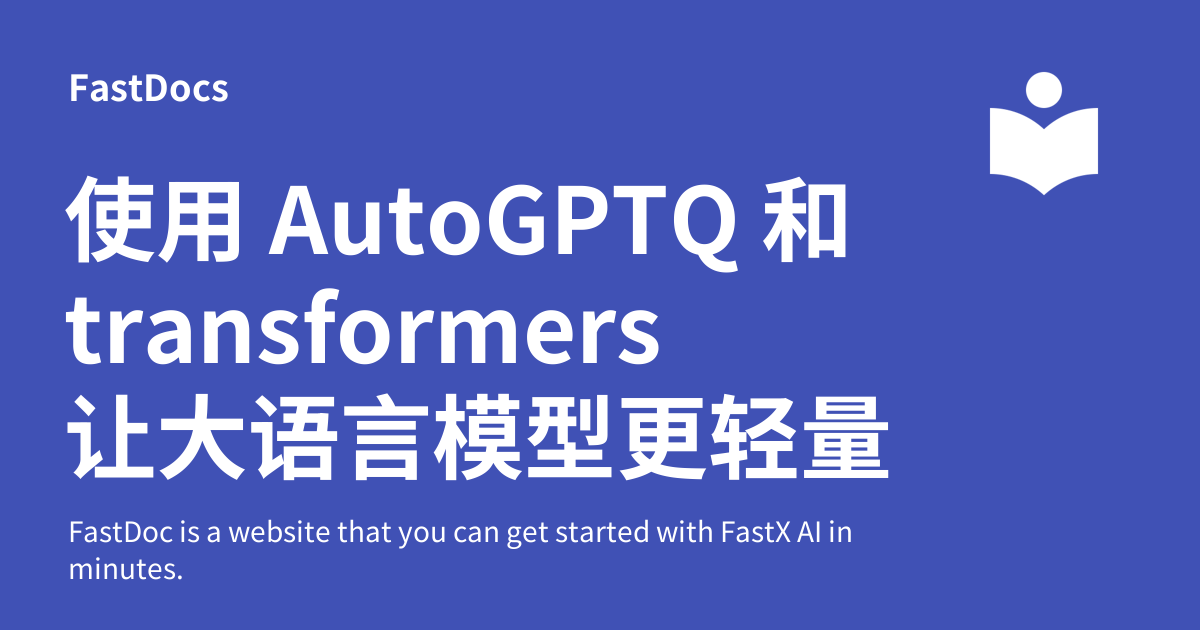 FastDocs
使用 AutoGPTQ 和
transformers
让大语言模型更轻量
FastDoc is a website that you can get started with FastX AI in
minutes.